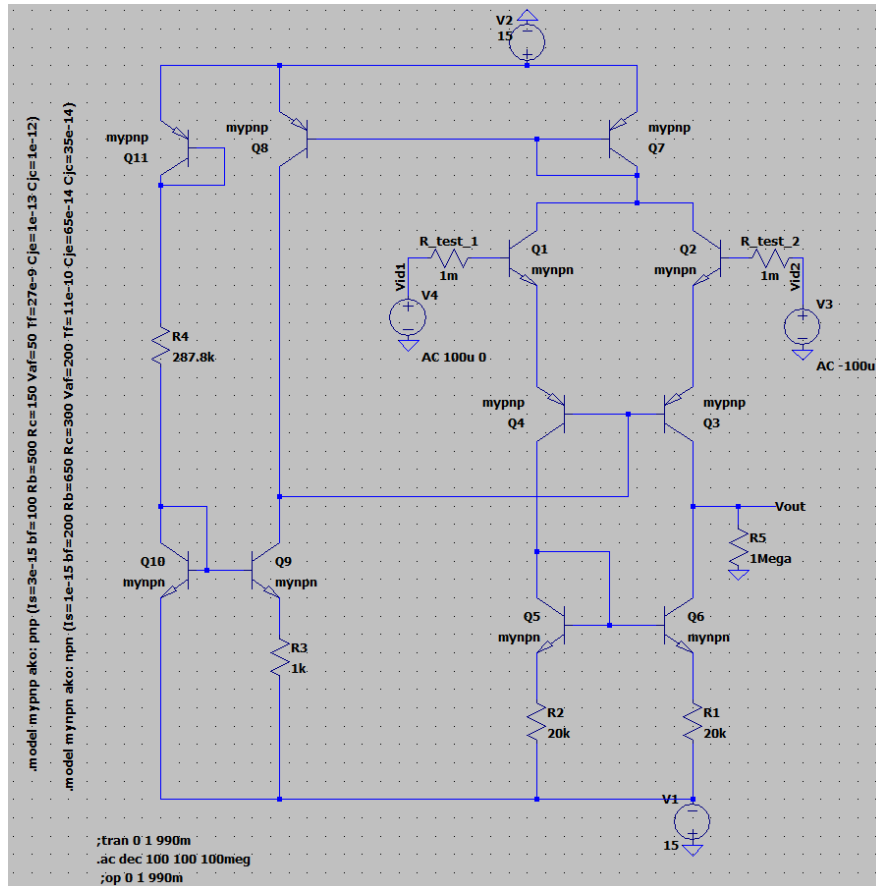 V2
15
mypnp
Q11
mypnp
Q8
mypnp
Q7
R_test_1
1m
Q1
mynpn
Q2
mynpn
R_test_2
1m
Vid1
V4
AC 100u 0
Vid2
V3
AC -100u
R4
287.8k
mypnp
Q4
mypnp
Q3
Vout
R5
1Mega
Q10
mynpn
Q9
mynpn
Q5
mynpn
Q6
mynpn
R3
1k
R2
20k
R1
20k
V1
15
.model mypnp ako: pnp (Is=3e-15 bf=100 Rb=500 Rc=150 Vaf=50 Tf=27e-9 Cje=1e-13 Cjc=1e-12)
.model mynpn ako: npn (Is=1e-15 bf=200 Rb=650 Rc=300 Vaf=200 Tf=11e-10 Cje=65e-14 Cjc=35e-14)
;tran 0 1 990m
.ac dec 100 100 100meg
;op 0 1 990m